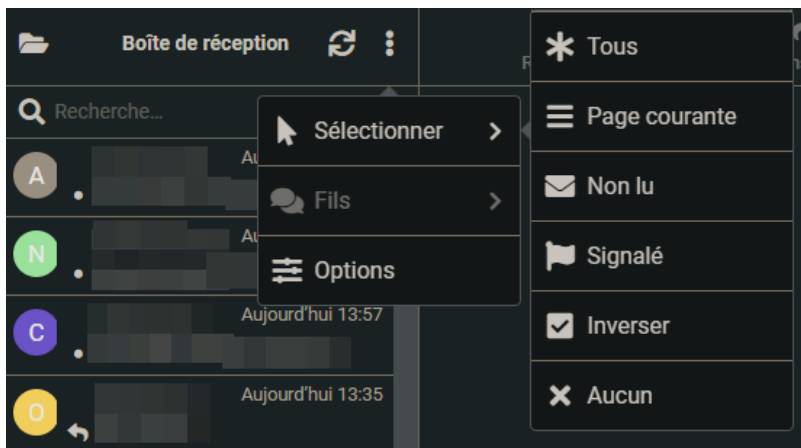 Boîte de réception
Recherche...
A
Sélectionner
Fils
Options
N
C
Aujourd'hui 13:57
O
Aujourd'hui 13:35
Tous
Page courante
Non lu
Signalé
Inverser
Aucun